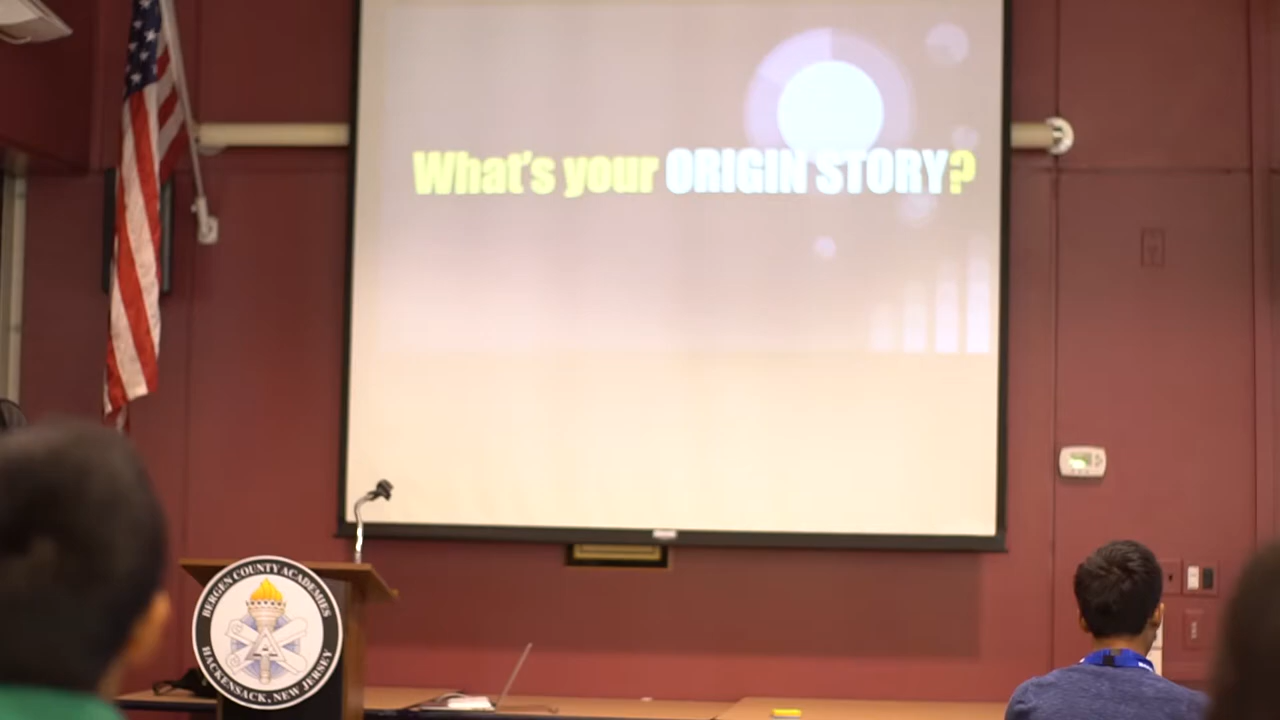 What's your ORIGIN STORY?
BERGEN COUNTY ACADEMIES
A
HACKENSACK, NEW JERSEY